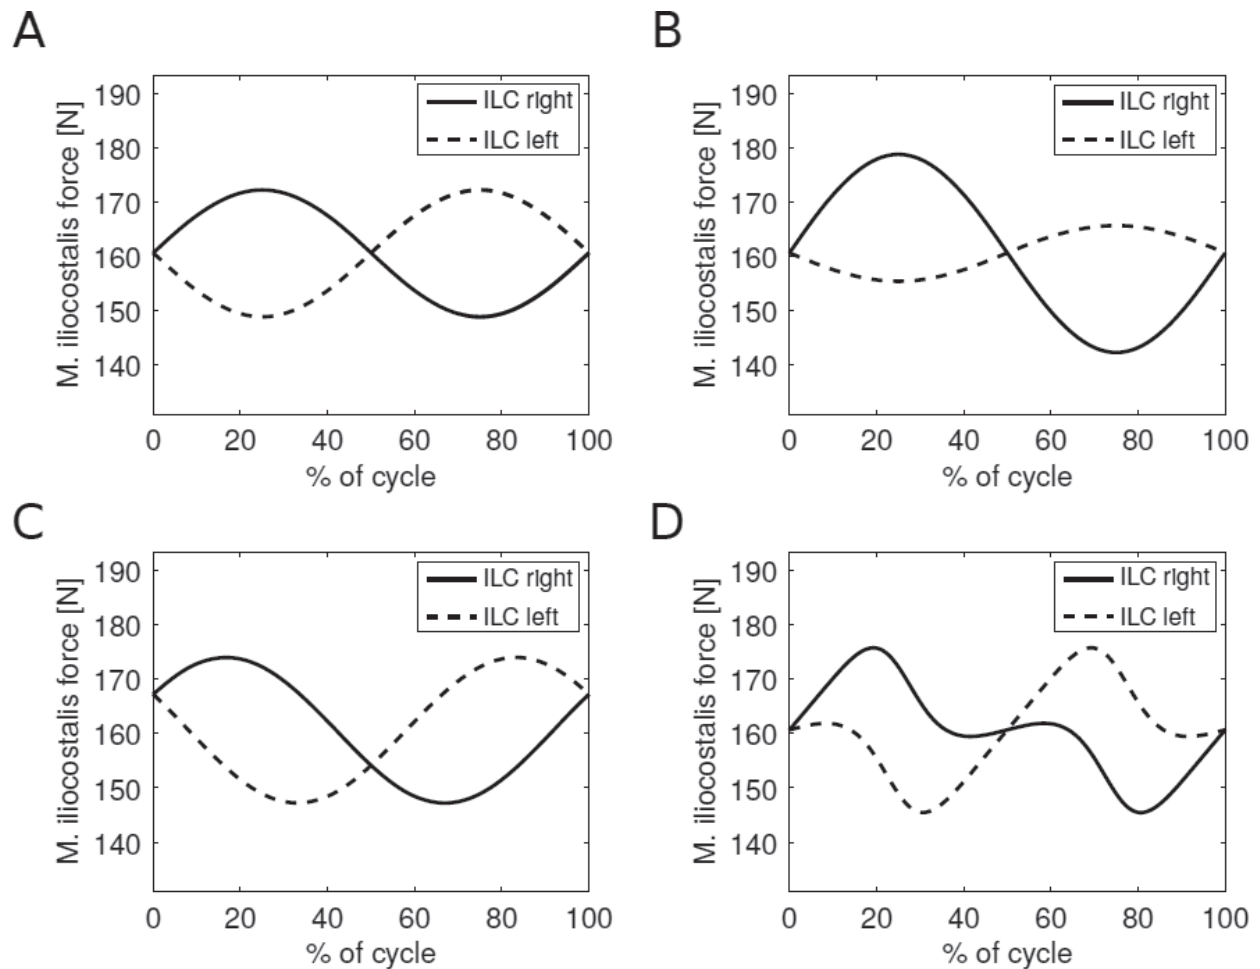 A
M. iliocostalis force [N]
190
180
170
160
150
140
ILC right
ILC left
0 20 40 60 80 100
% of cycle
B
M. iliocostalis force [N]
190
180
170
160
150
140
ILC right
ILC left
0 20 40 60 80 100
% of cycle
C
M. iliocostalis force [N]
190
180
170
160
150
140
ILC right
ILC left
0 20 40 60 80 100
% of cycle
D
M. iliocostalis force [N]
190
180
170
160
150
140
ILC right
ILC left
0 20 40 60 80 100
% of cycle